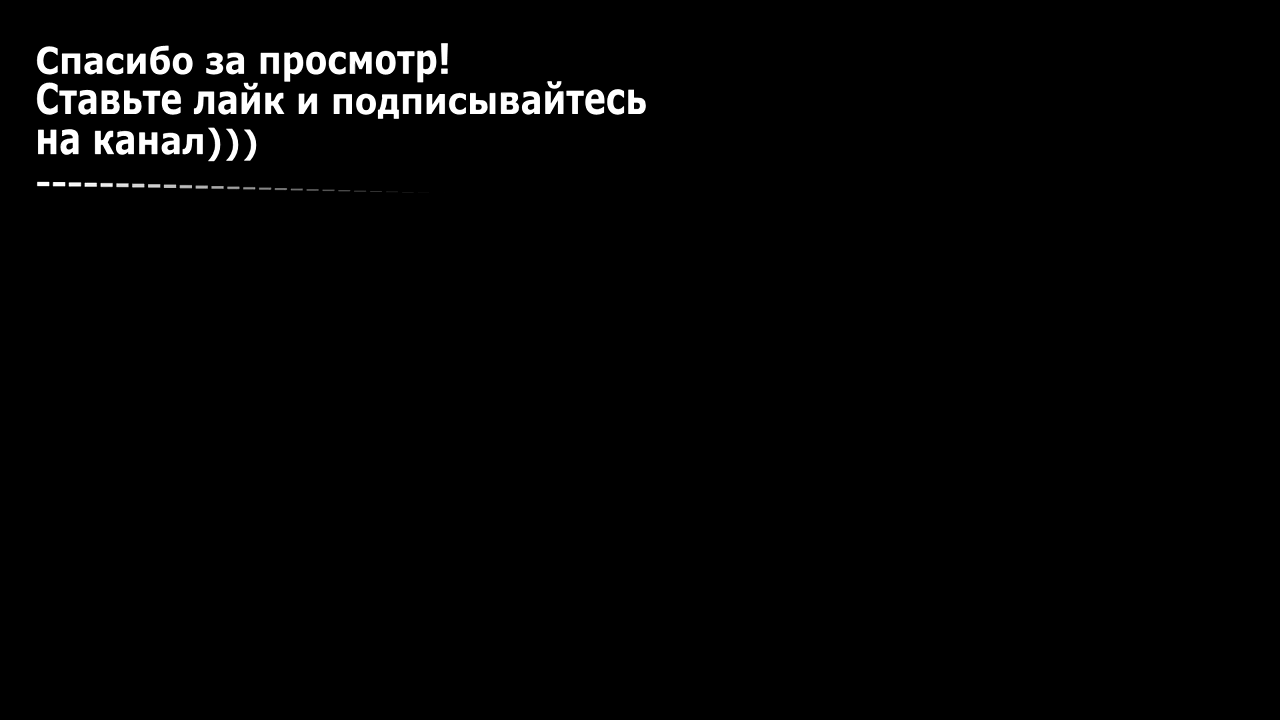 Спасибо за просмотр!
Ставьте лайк и подписывайтесь
на канал)))
-------------------------